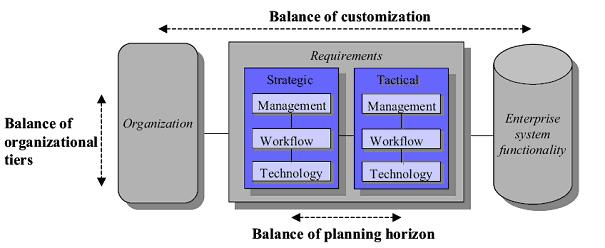 Balance of customization
Requirements
Strategic
Tactical
Management
Management
Balance of
organizational
tiers
Organization
Workflow
Workflow
Enterprise
system
functionality
Technology
Technology
Balance of planning horizon